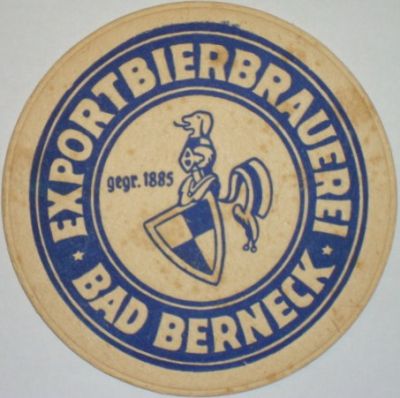 EXPORTBIERBRAUEREI
gegr. 1885
BAD BERNECK